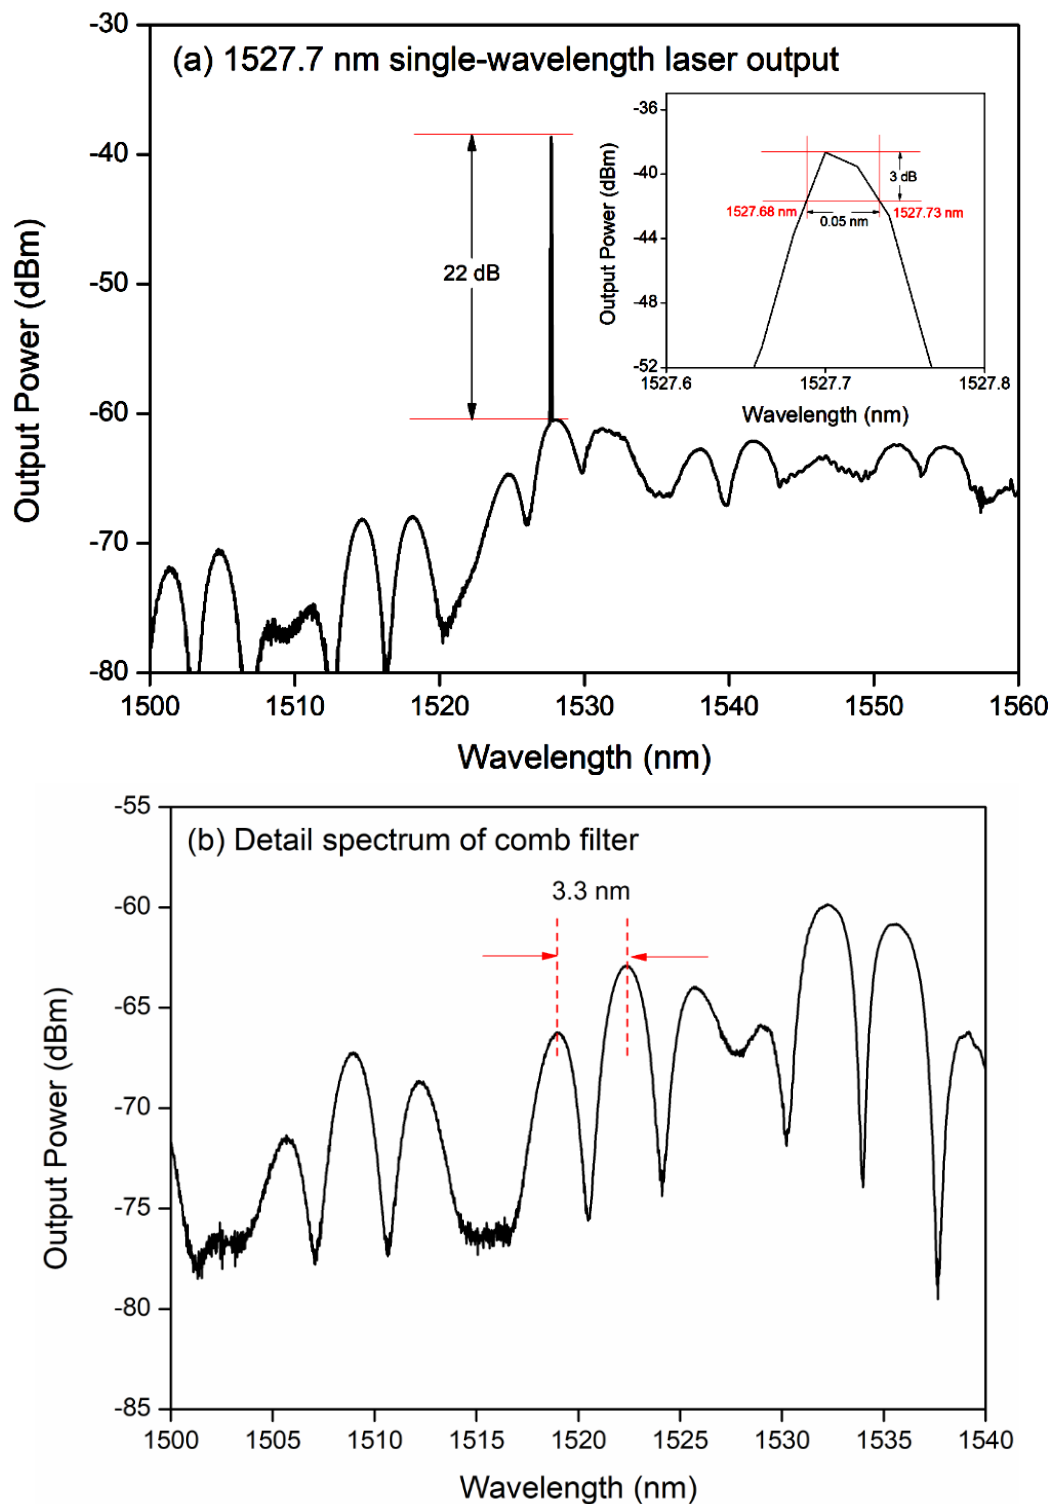 (a) 1527.7 nm single-wavelength laser output
Output Power (dBm)
-30
-40
-50
-60
-70
-80
22 dB
Output Power (dBm)
-36
-40
-44
-48
-52
3 dB
1527.68 nm
0.05 nm
1527.73 nm
1527.6 1527.7 1527.8
Wavelength (nm)
1500 1510 1520 1530 1540 1550 1560
Wavelength (nm)
(b) Detail spectrum of comb filter
3.3 nm
Output Power (dBm)
-55
-60
-65
-70
-75
-80
-85
1500 1505 1510 1515 1520 1525 1530 1535 1540
Wavelength (nm)